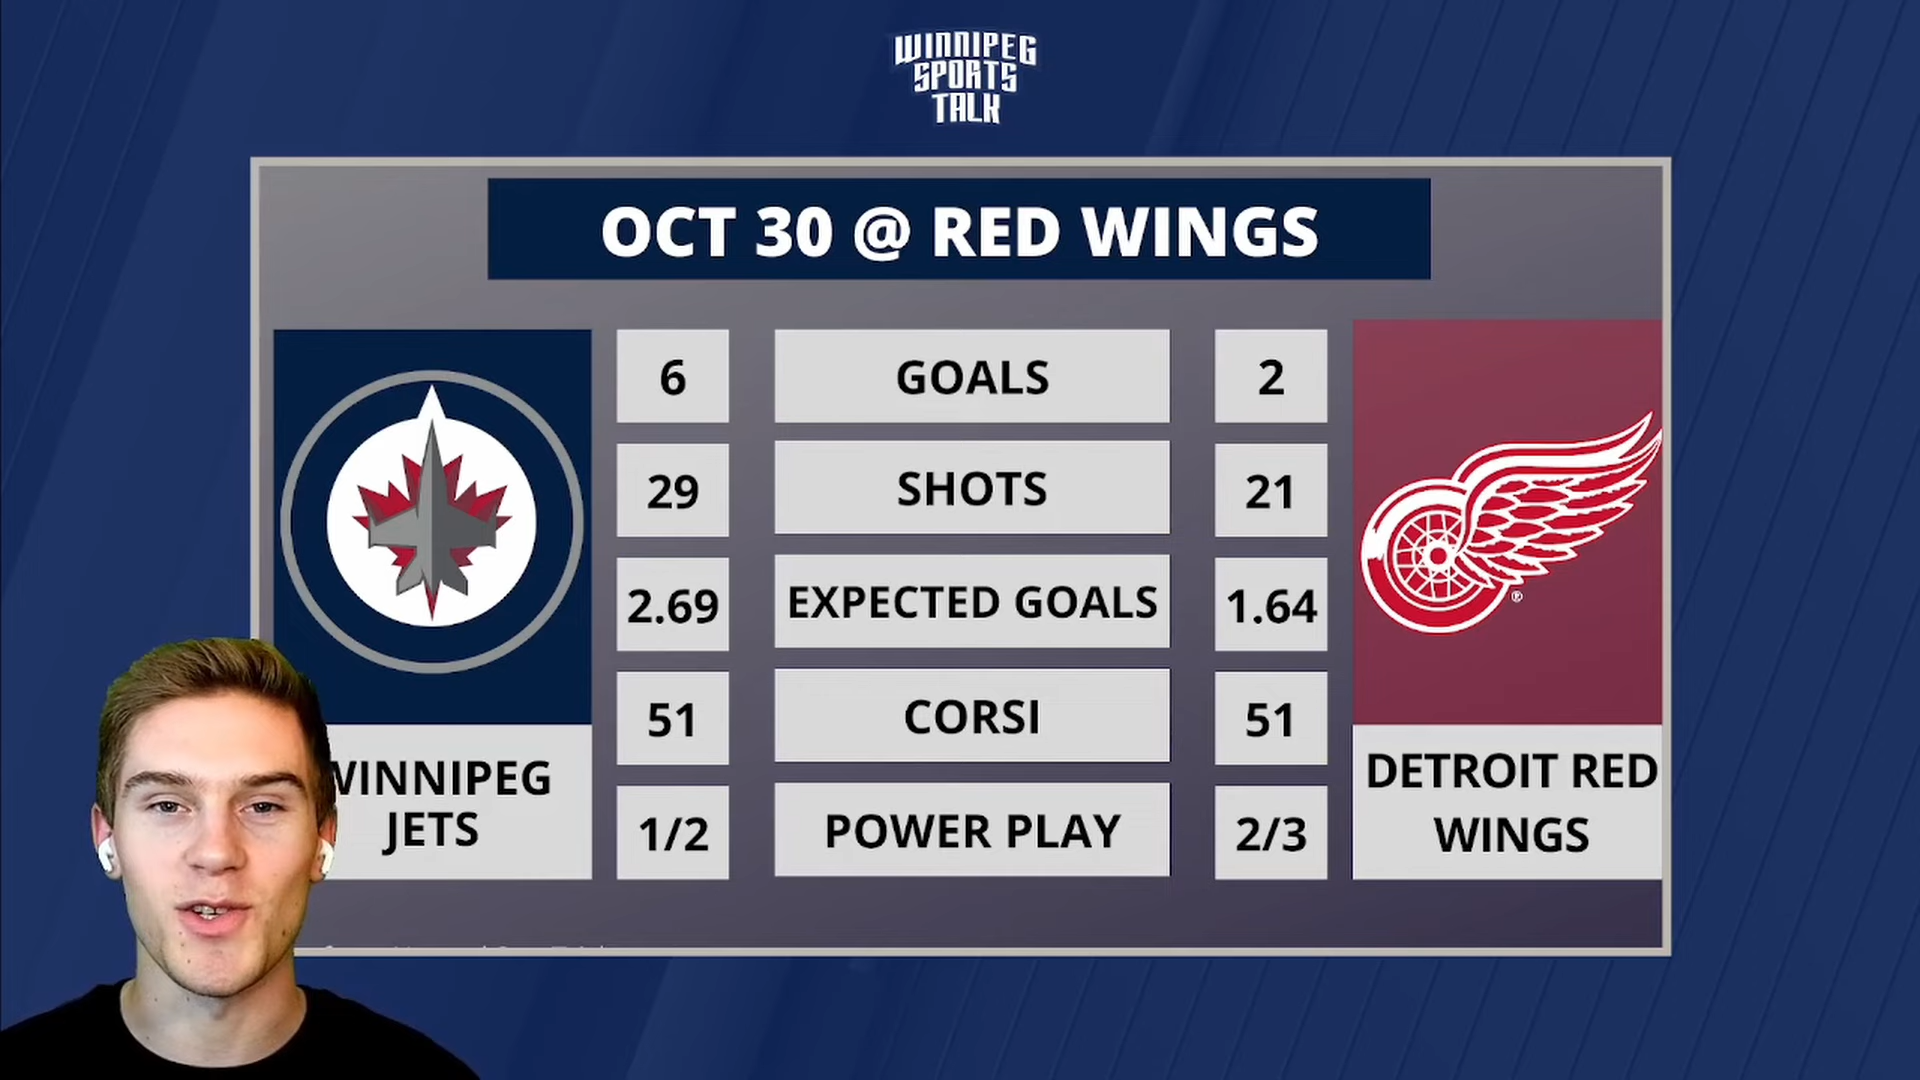 WINNIPEG
SPORTS
TALK
OCT 30 @ RED WINGS
6 GOALS 2
29 SHOTS 21
2.69 EXPECTED GOALS 1.64
51 CORSI 51
1/2 POWER PLAY 2/3
WINNIPEG
JETS
DETROIT RED
WINGS
®